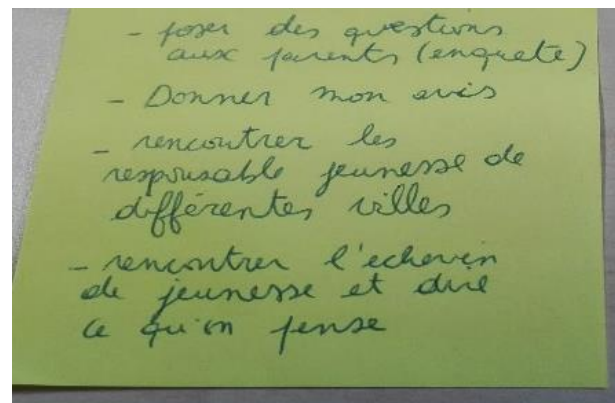 - poser des questions
aux parents (enquete)
- Donner mon avis
- rencontrer les
responsable jeunesse de
différentes villes
- rencontrer l'echevin
de jeunesse et dire
ce qu'on pense